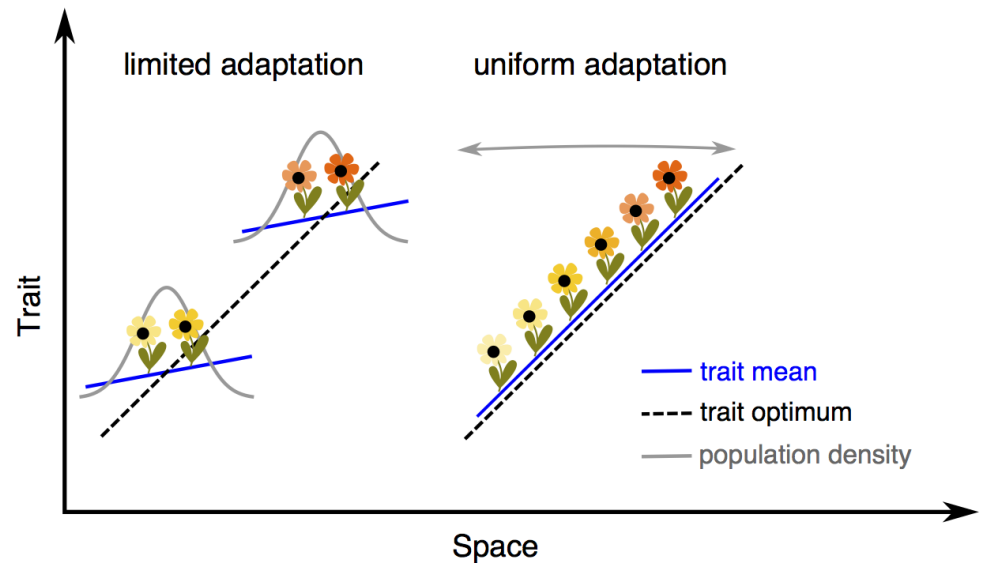 limited adaptation
uniform adaptation
Trait
trait mean
trait optimum
population density
Space